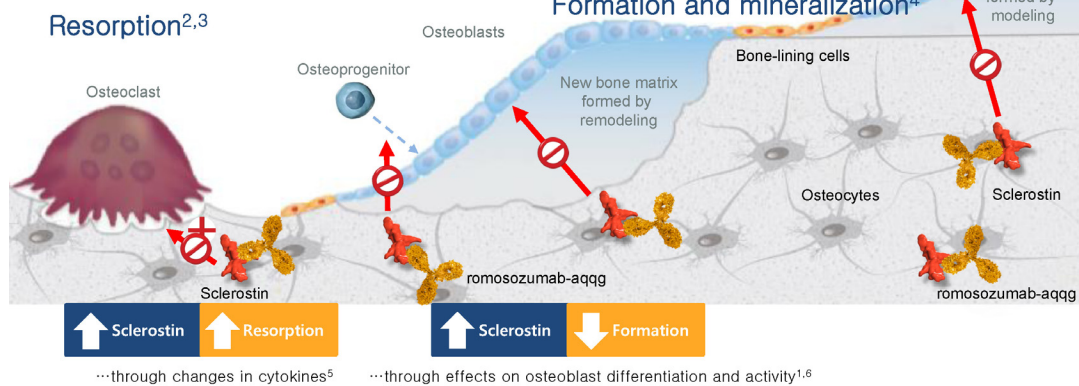 Resorption2,3
Formation and mineralization4
formed by
modeling
Osteoblasts
Bone-lining cells
Osteoprogenitor
Osteoclast
New bone matrix
formed by
remodeling
Osteocytes
Sclerostin
romosozumab-aqqg
Sclerostin
romosozumab-aqqg
Sclerostin
Resorption
Sclerostin
Formation
...through changes in cytokines5
...through effects on osteoblast differentiation and activity1,6